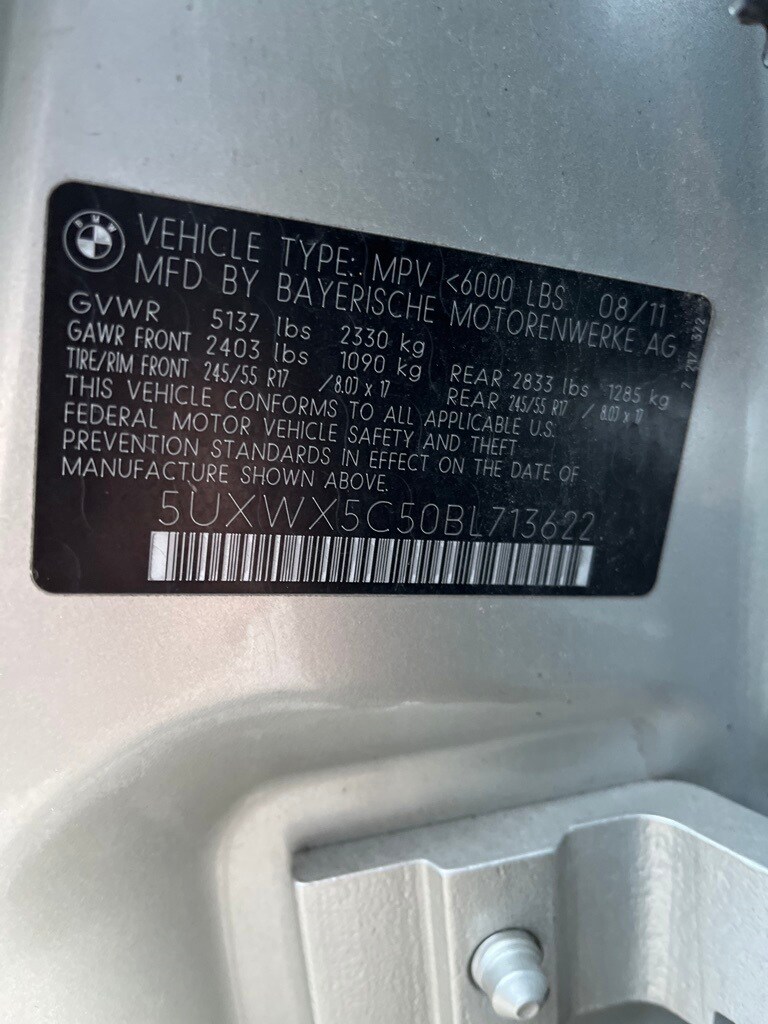 BMW
VEHICLE TYPE: MPV <6000 LBS 08/11
MFD BY BAYERISCHE MOTORENWERKE AG
GVWR 5137 lbs 2330 kg
GAWR FRONT 2403 lbs 1090 kg REAR 2833 lbs 1285 kg
TIRE/RIM FRONT 245/55 R17 / 8.0J x 17 REAR 245/55 R17 / 8.0J x 17
THIS VEHICLE CONFORMS TO ALL APPLICABLE U.S.
FEDERAL MOTOR VEHICLE SAFETY AND THEFT
PREVENTION STANDARDS IN EFFECT ON THE DATE OF
MANUFACTURE SHOWN ABOVE.
5UXWX5C50BL713622.